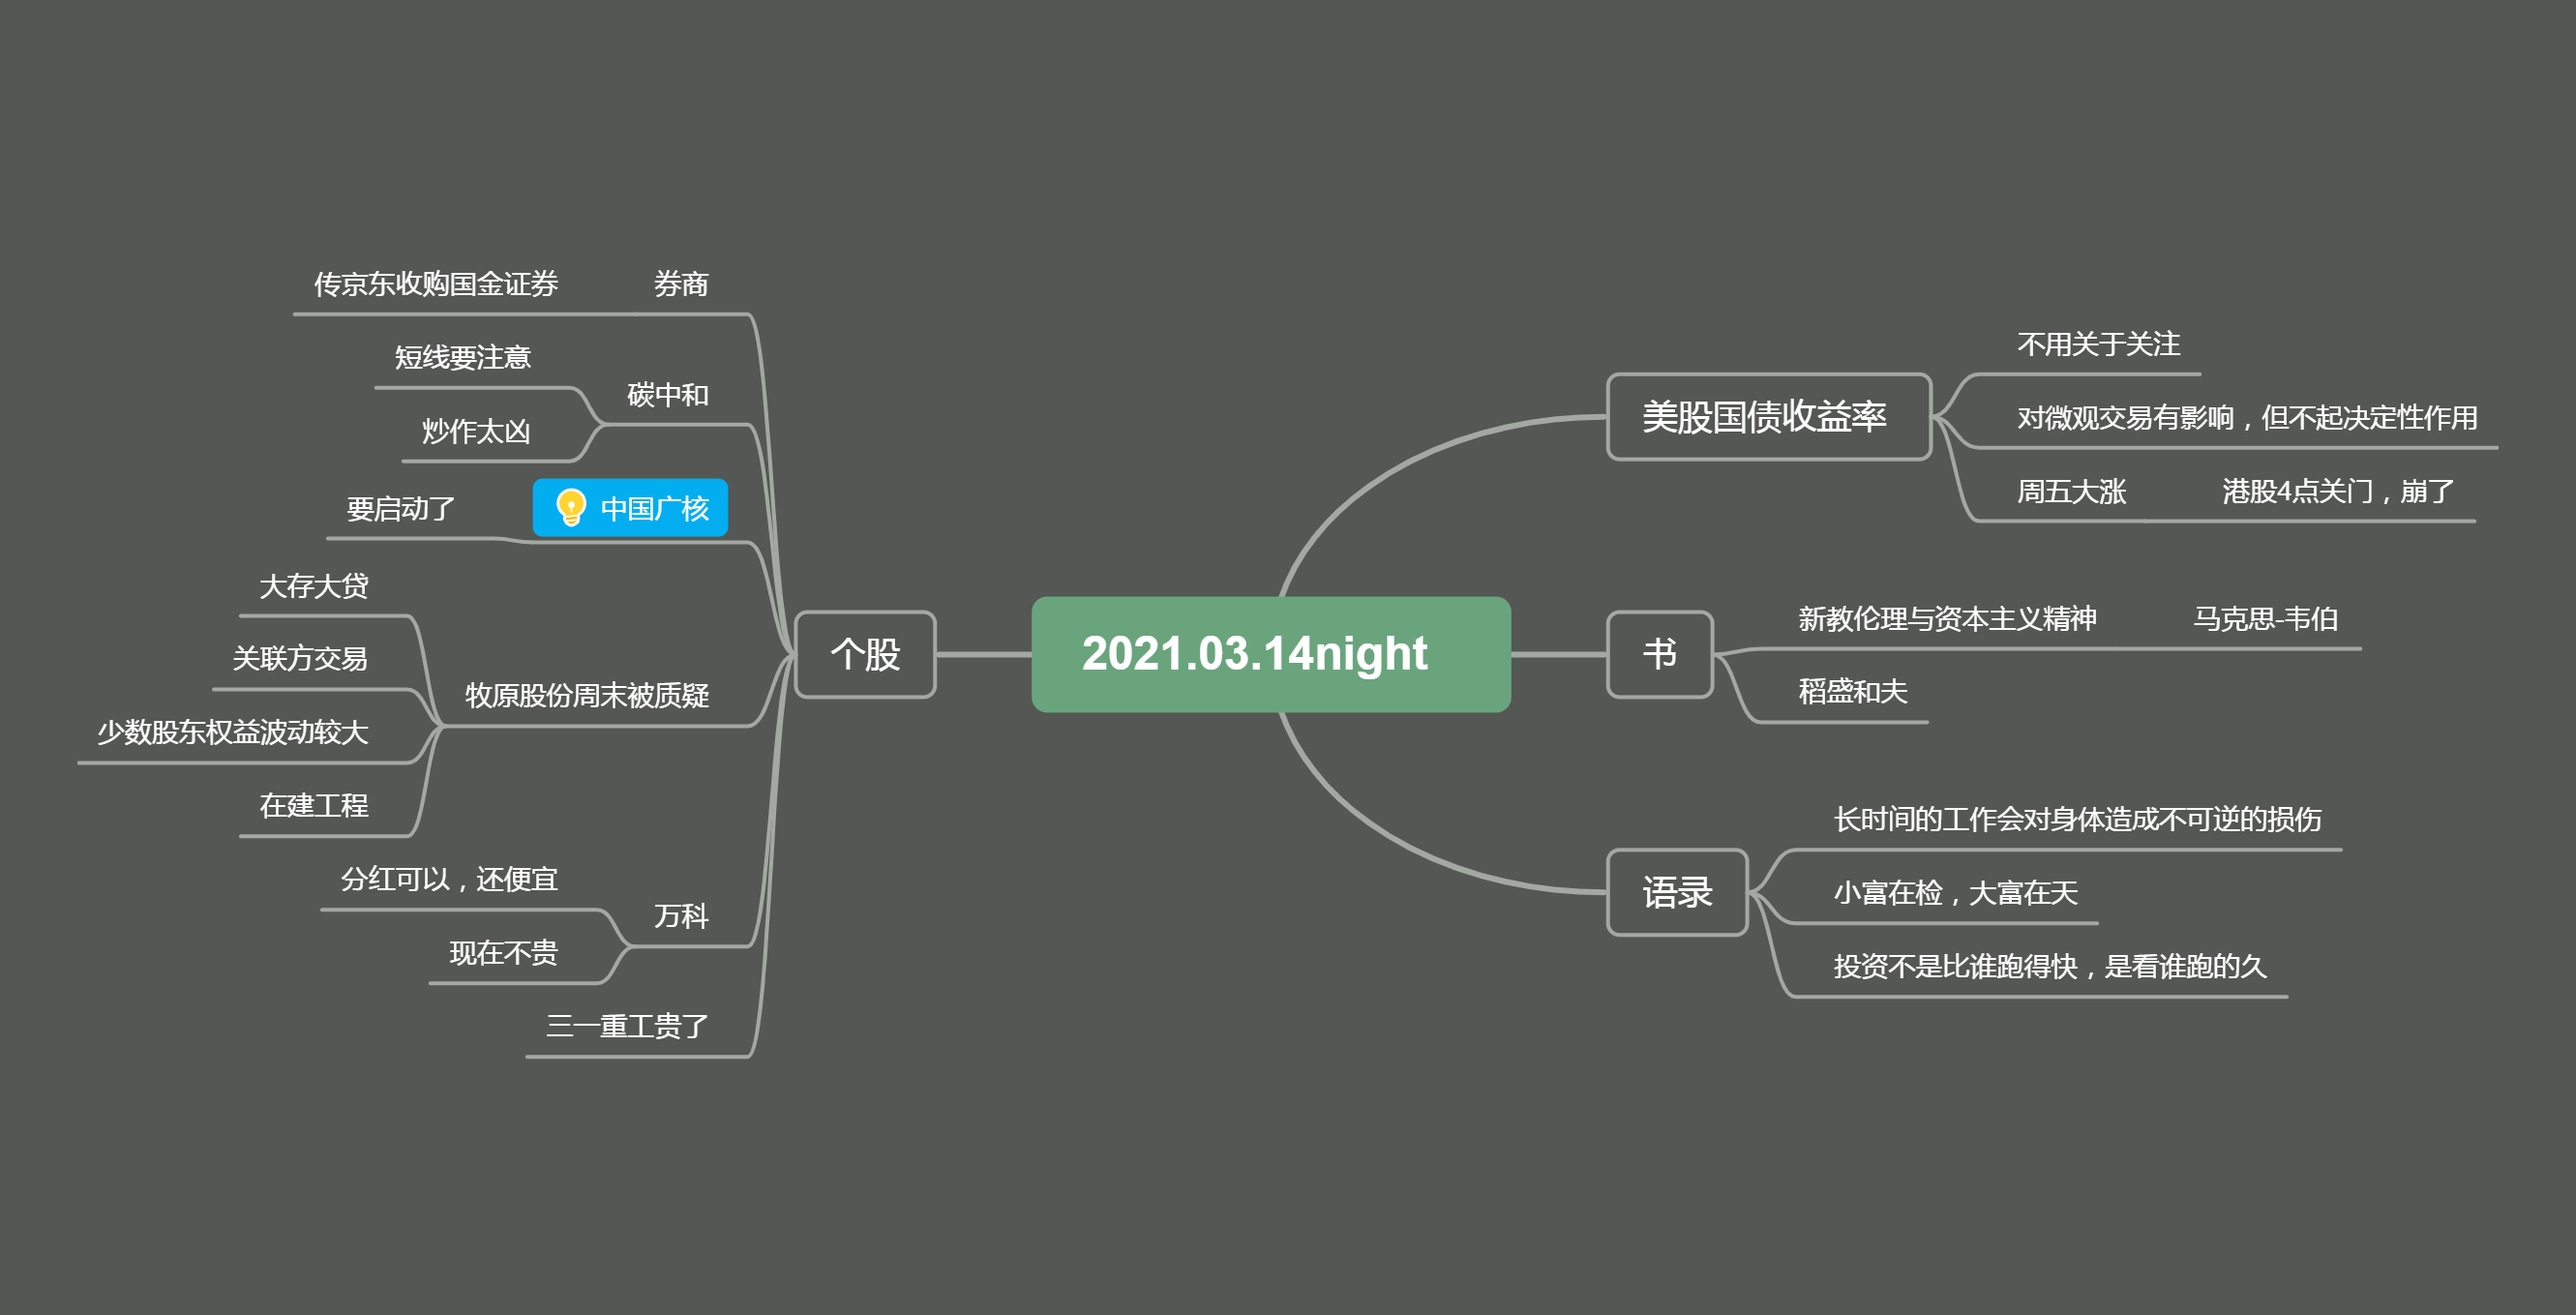 2021.03.14night
美股国债收益率
不用关于关注
对微观交易有影响，但不起决定性作用
周五大涨
港股4点关门，崩了
书
新教伦理与资本主义精神
马克思-韦伯
稻盛和夫
语录
长时间的工作会对身体造成不可逆的损伤
小富在检，大富在天
投资不是比谁跑得快，是看谁跑的久
个股
券商
传京东收购国金证券
碳中和
短线要注意
炒作太凶
中国广核
要启动了
牧原股份周末被质疑
大存大贷
关联方交易
少数股东权益波动较大
在建工程
万科
分红可以，还便宜
现在不贵
三一重工贵了